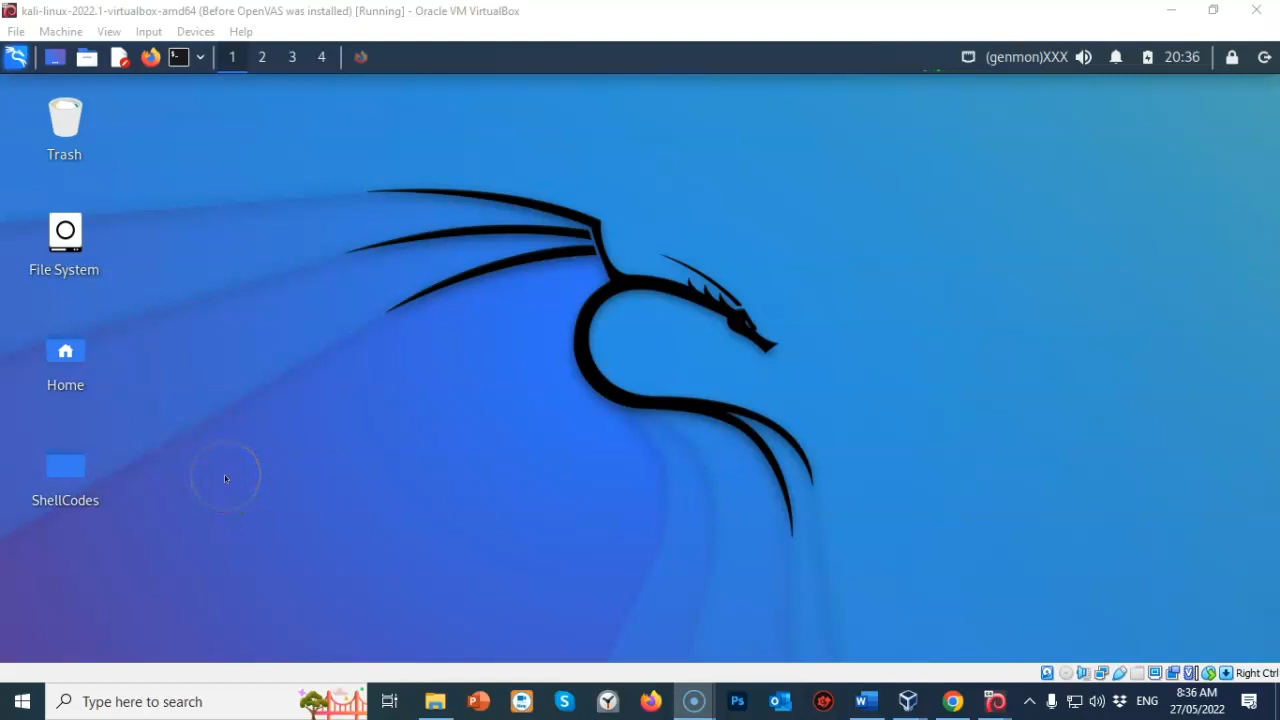 kali-linux-2022.1-virtualbox-amd64 (Before OpenVAS was installed) [Running] - Oracle VM VirtualBox
File Machine View Input Devices Help
1 2 3 4 (genmon)XXX 20:36
Trash
File System
Home
ShellCodes
Right Ctrl
Type here to search
ENG
8:36 AM
27/05/2022